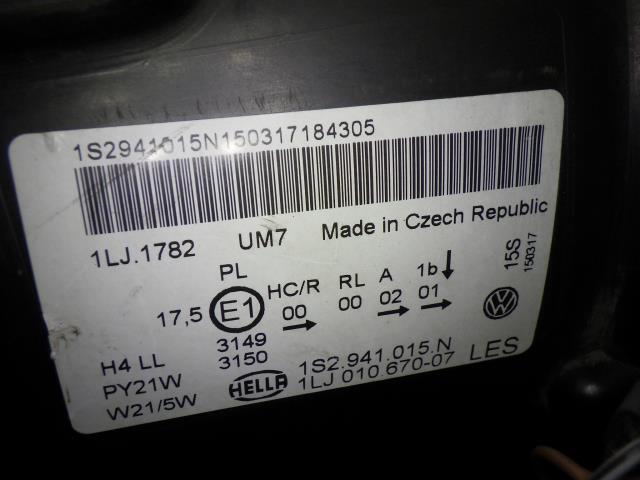 1S2941015N150317184305
1LJ.1782 UM7 Made in Czech Republic
PL
17,5 E1 HC/R RL A 1b
00 00 02 01
15S
150317
3149
3150
H4 LL
PY21W
W21/5W
HELLA
1S2.941.015.N
1LJ 010.670-07 LES